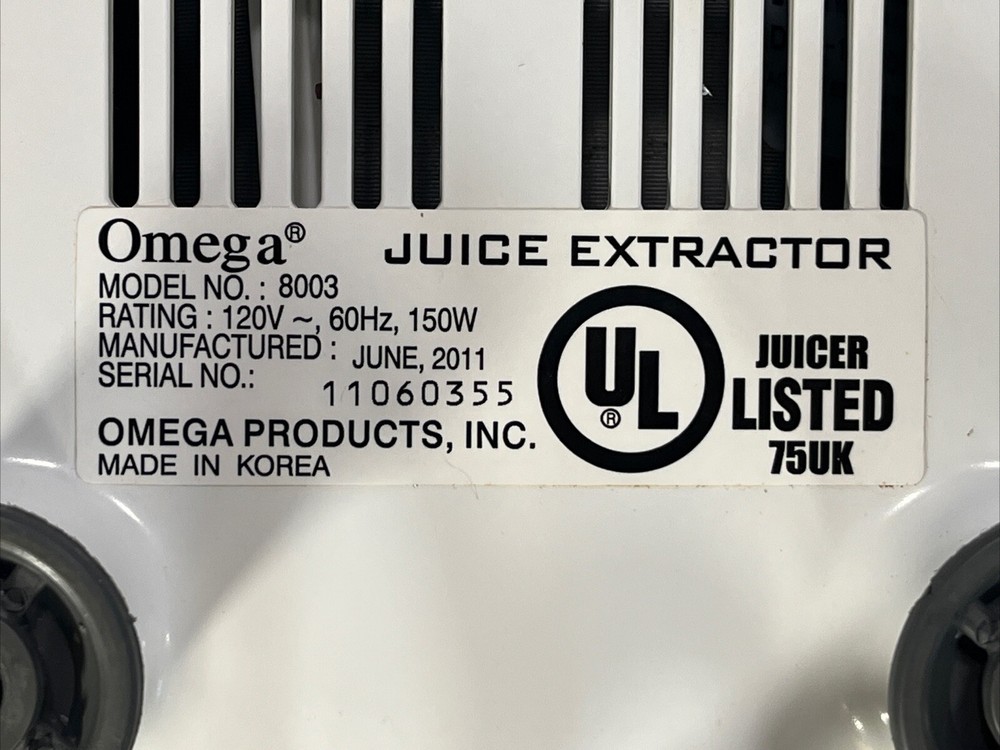 Omega® JUICE EXTRACTOR
MODEL NO. : 8003
RATING : 120V ~, 60Hz, 150W
MANUFACTURED : JUNE, 2011
SERIAL NO.: 11060355
OMEGA PRODUCTS, INC.
MADE IN KOREA
UL®
JUICER
LISTED
75UK